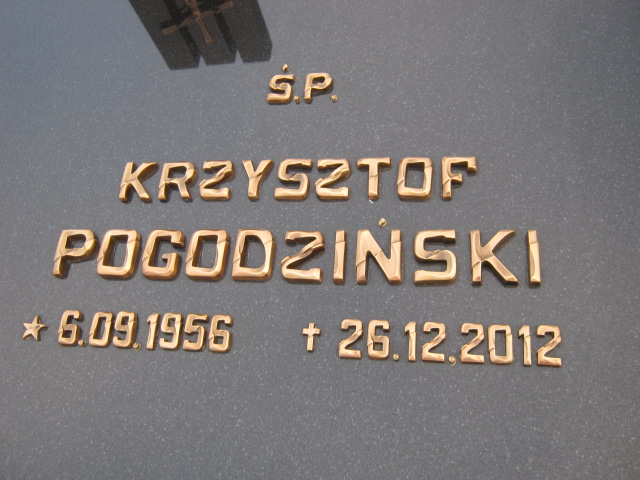 Ś.P.
KRZYSZTOF
POGODZIŃSKI
★ 6.09.1956 ✝ 26.12.2012